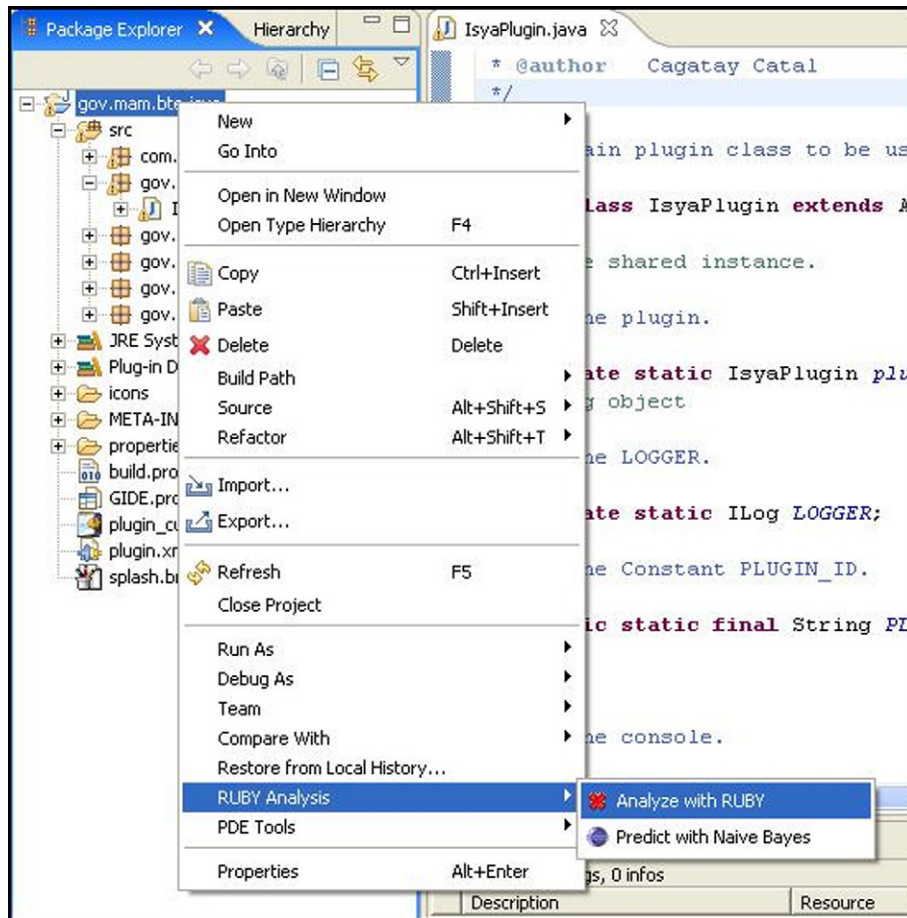 Package Explorer
Hierarchy
gov.mam.bte
src
com.
gov.
gov.
gov.
gov.
gov.
JRE Syst
Plug-in D
icons
META-IN
propertie
build.pro
GIDE.pro
plugin_cu
plugin.xm
splash.b
New
Go Into
Open in New Window
Open Type Hierarchy F4
Copy Ctrl+Insert
Paste Shift+Insert
Delete Delete
Build Path
Source Alt+Shift+S
Refactor Alt+Shift+T
Import...
Export...
Refresh F5
Close Project
Run As
Debug As
Team
Compare With
Restore from Local History...
RUBY Analysis
PDE Tools
Properties Alt+Enter
Analyze with RUBY
Predict with Naive Bayes
IsyaPlugin.java
* @author Cagatay Catal
*/
ain plugin class to be us
lass IsyaPlugin extends A
e shared instance.
he plugin.
ate static IsyaPlugin plu
g object
he LOGGER.
ate static ILog LOGGER;
he Constant PLUGIN_ID.
ic static final String PL
he console.
gs, 0 infos
Description Resource